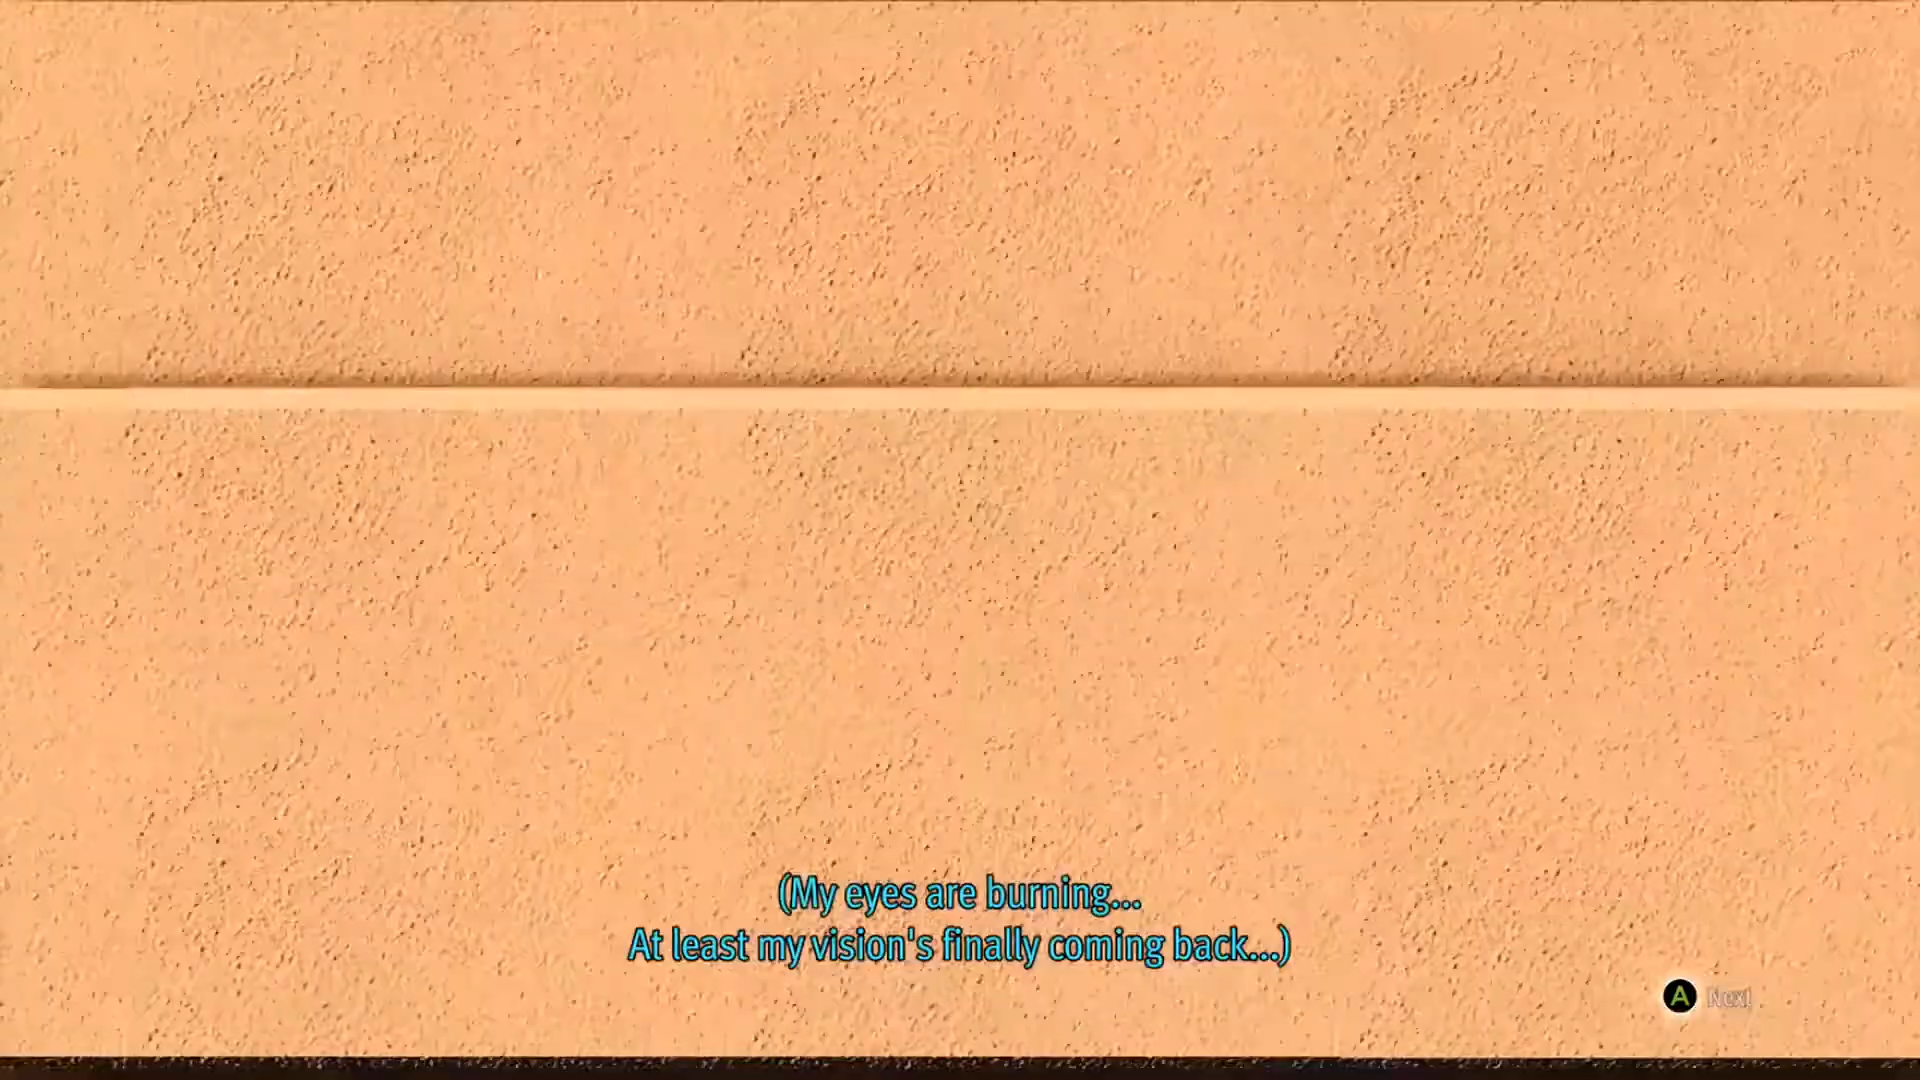 (My eyes are burning...
At least my vision's finally coming back...)
A Next